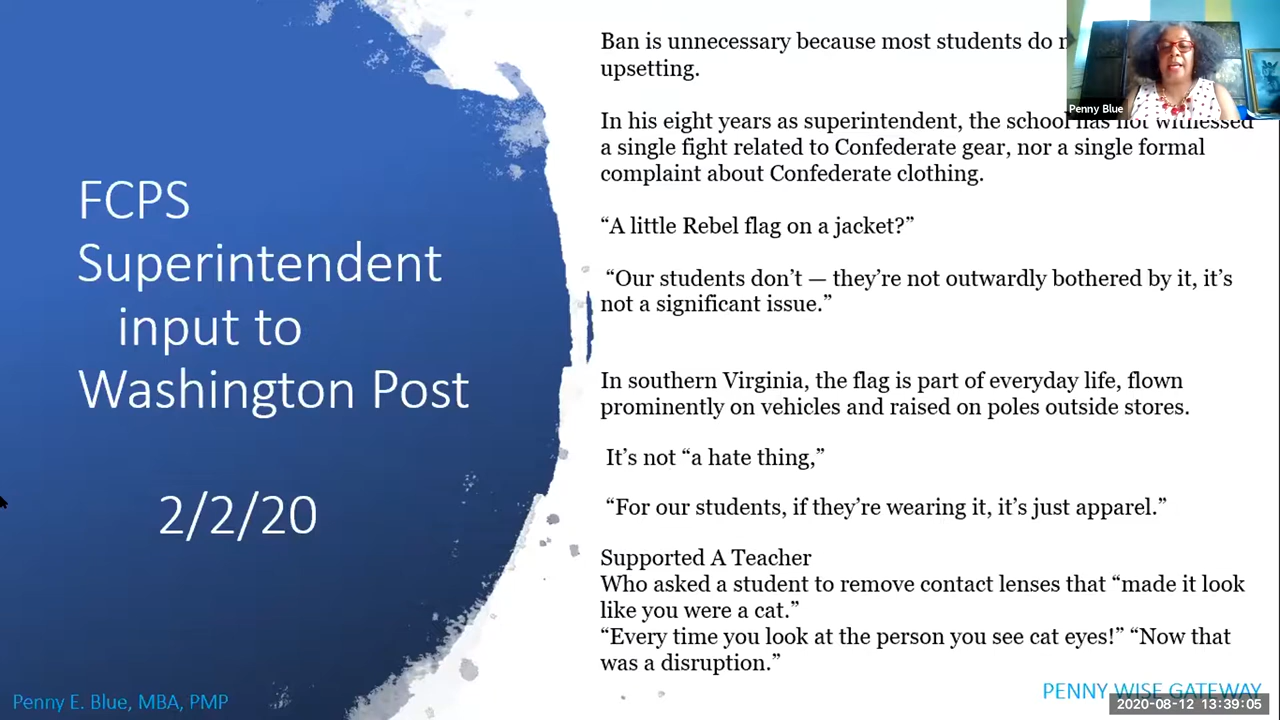 FCPS
Superintendent
input to
Washington Post
2/2/20
Penny E. Blue, MBA, PMP
Ban is unnecessary because most students do
upsetting.
In his eight years as superintendent, the school has not witnessed
a single fight related to Confederate gear, nor a single formal
complaint about Confederate clothing.
“A little Rebel flag on a jacket?”
“Our students don’t — they’re not outwardly bothered by it, it’s
not a significant issue.”
In southern Virginia, the flag is part of everyday life, flown
prominently on vehicles and raised on poles outside stores.
It’s not “a hate thing,”
“For our students, if they’re wearing it, it’s just apparel.”
Supported A Teacher
Who asked a student to remove contact lenses that “made it look
like you were a cat.”
“Every time you look at the person you see cat eyes!” “Now that
was a disruption.”
Penny Blue
PENNY WISE GATEWAY
2020-08-12 13:39:05